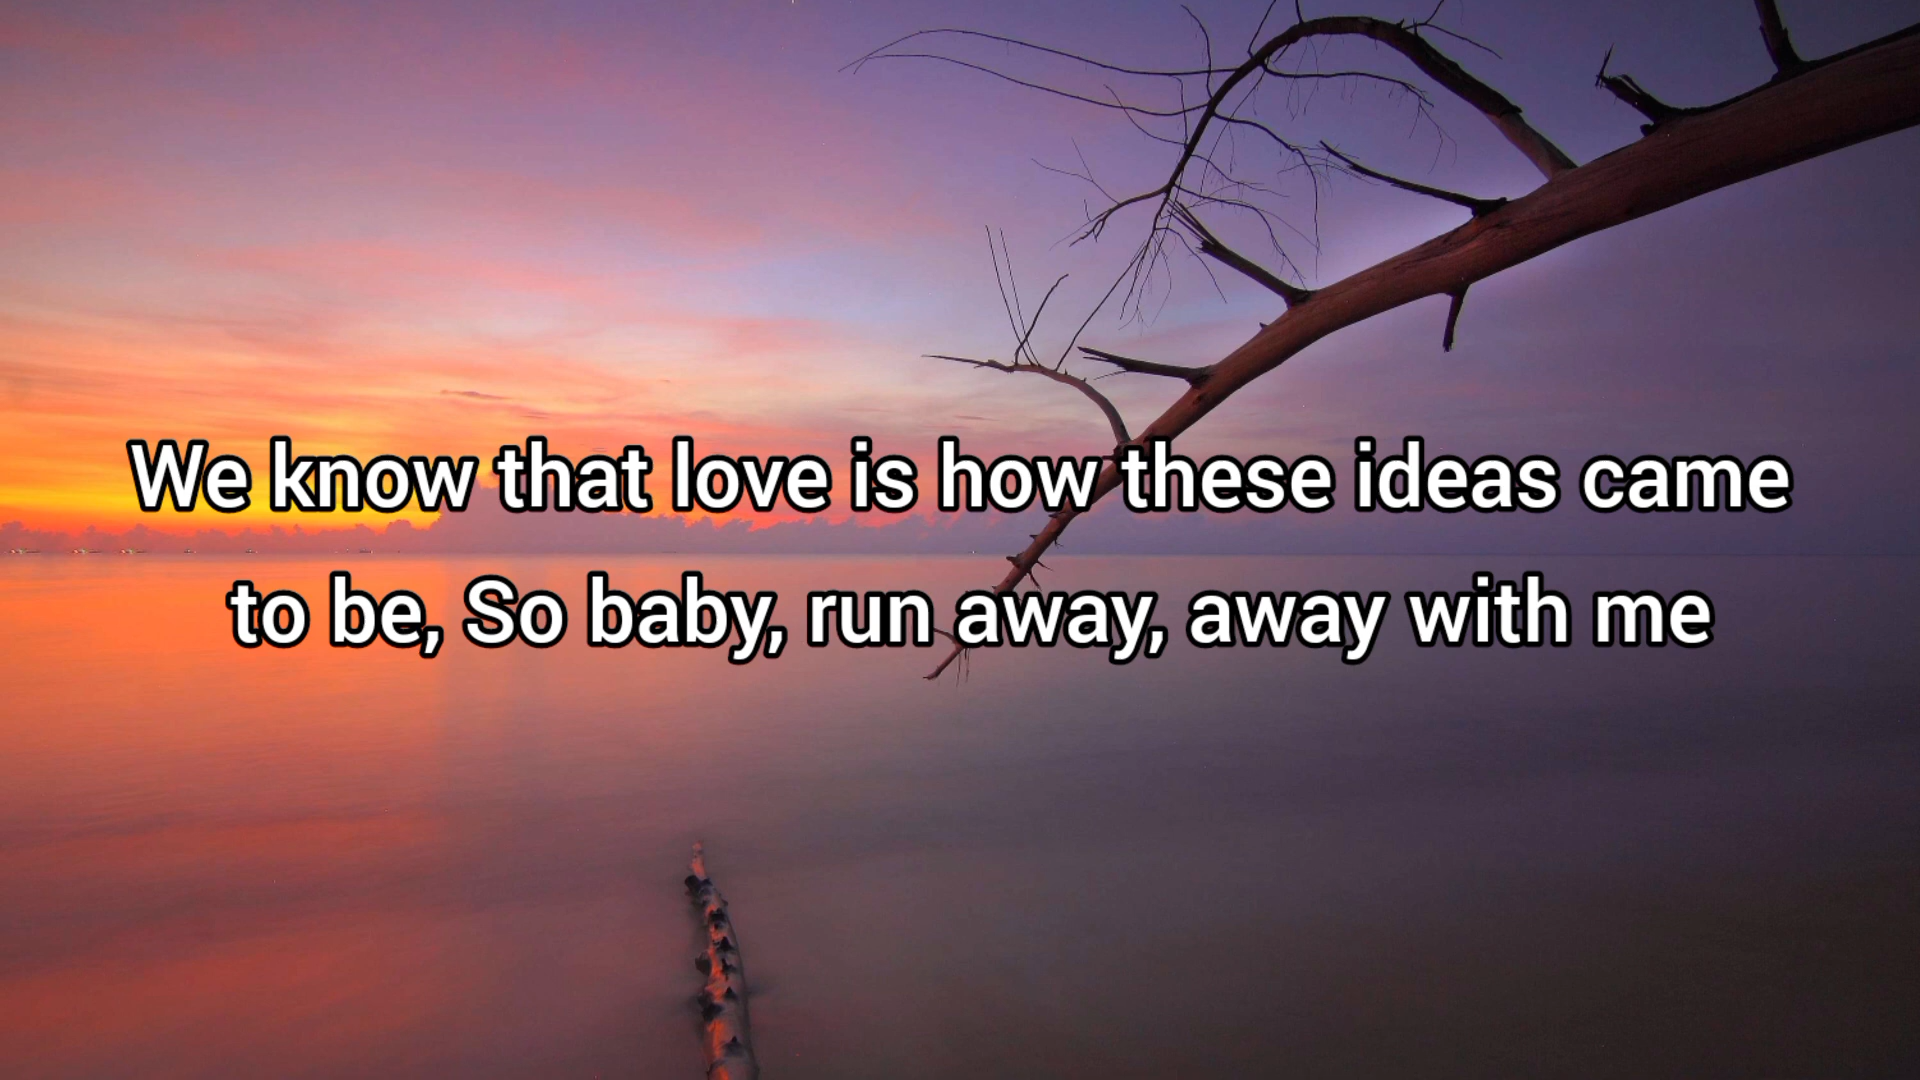 We know that love is how these ideas came
to be, So baby, run away, away with me